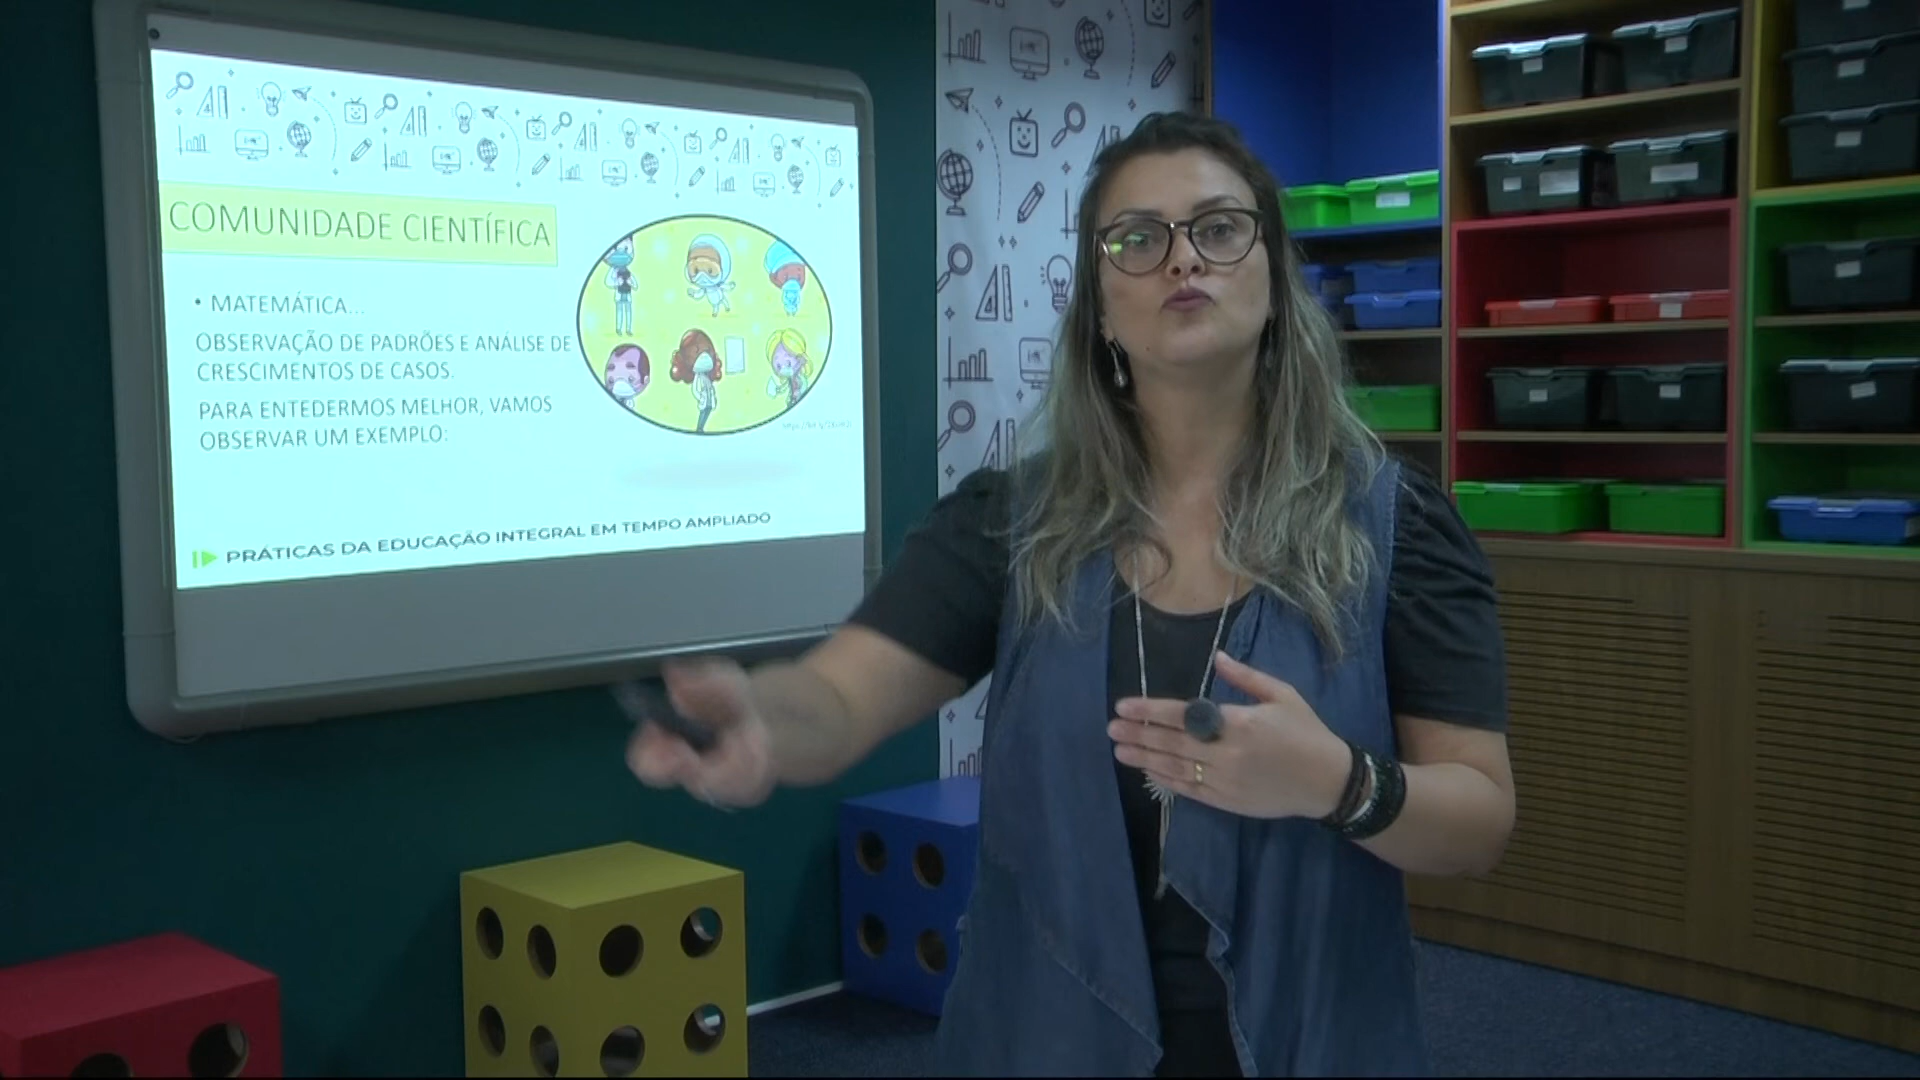 COMUNIDADE CIENTÍFICA
• MATEMÁTICA...
OBSERVAÇÃO DE PADRÕES E ANÁLISE DE
CRESCIMENTOS DE CASOS.
PARA ENTEDERMOS MELHOR, VAMOS
OBSERVAR UM EXEMPLO:
PRÁTICAS DA EDUCAÇÃO INTEGRAL EM TEMPO AMPLIADO